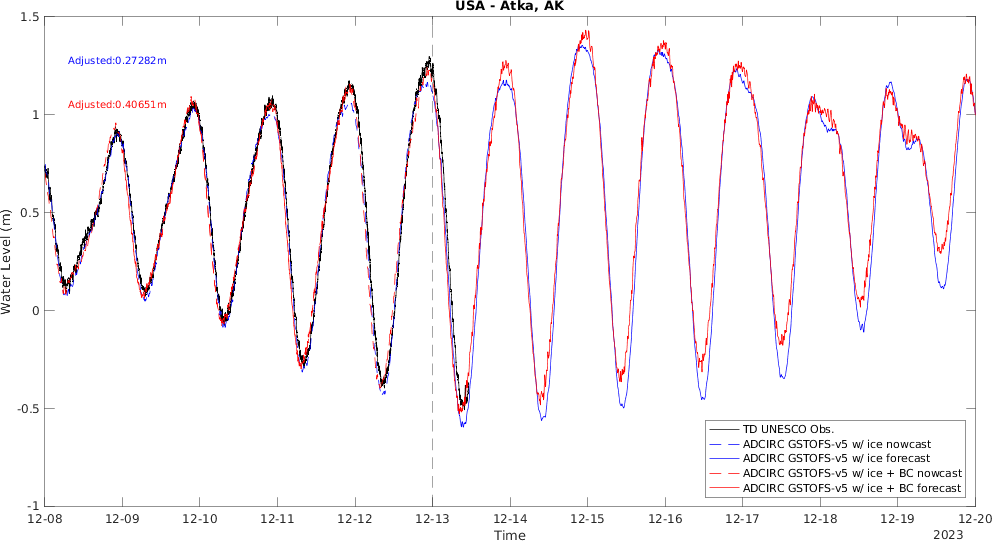 USA - Atka, AK
Adjusted:0.27282m
Adjusted:0.40651m
Water Level (m)
1.5
1
0.5
0
-0.5
-1
TD UNESCO Obs.
ADCIRC GSTOFS-v5 w/ ice nowcast
ADCIRC GSTOFS-v5 w/ ice forecast
ADCIRC GSTOFS-v5 w/ ice + BC nowcast
ADCIRC GSTOFS-v5 w/ ice + BC forecast
12-08 12-09 12-10 12-11 12-12 12-13 12-14 12-15 12-16 12-17 12-18 12-19 12-20
Time
2023